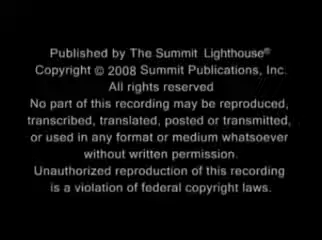 Published by The Summit Lighthouse®
Copyright © 2008 Summit Publications, Inc.
All rights reserved
No part of this recording may be reproduced,
transcribed, translated, posted or transmitted,
or used in any format or medium whatsoever
without written permission.
Unauthorized reproduction of this recording
is a violation of federal copyright laws.